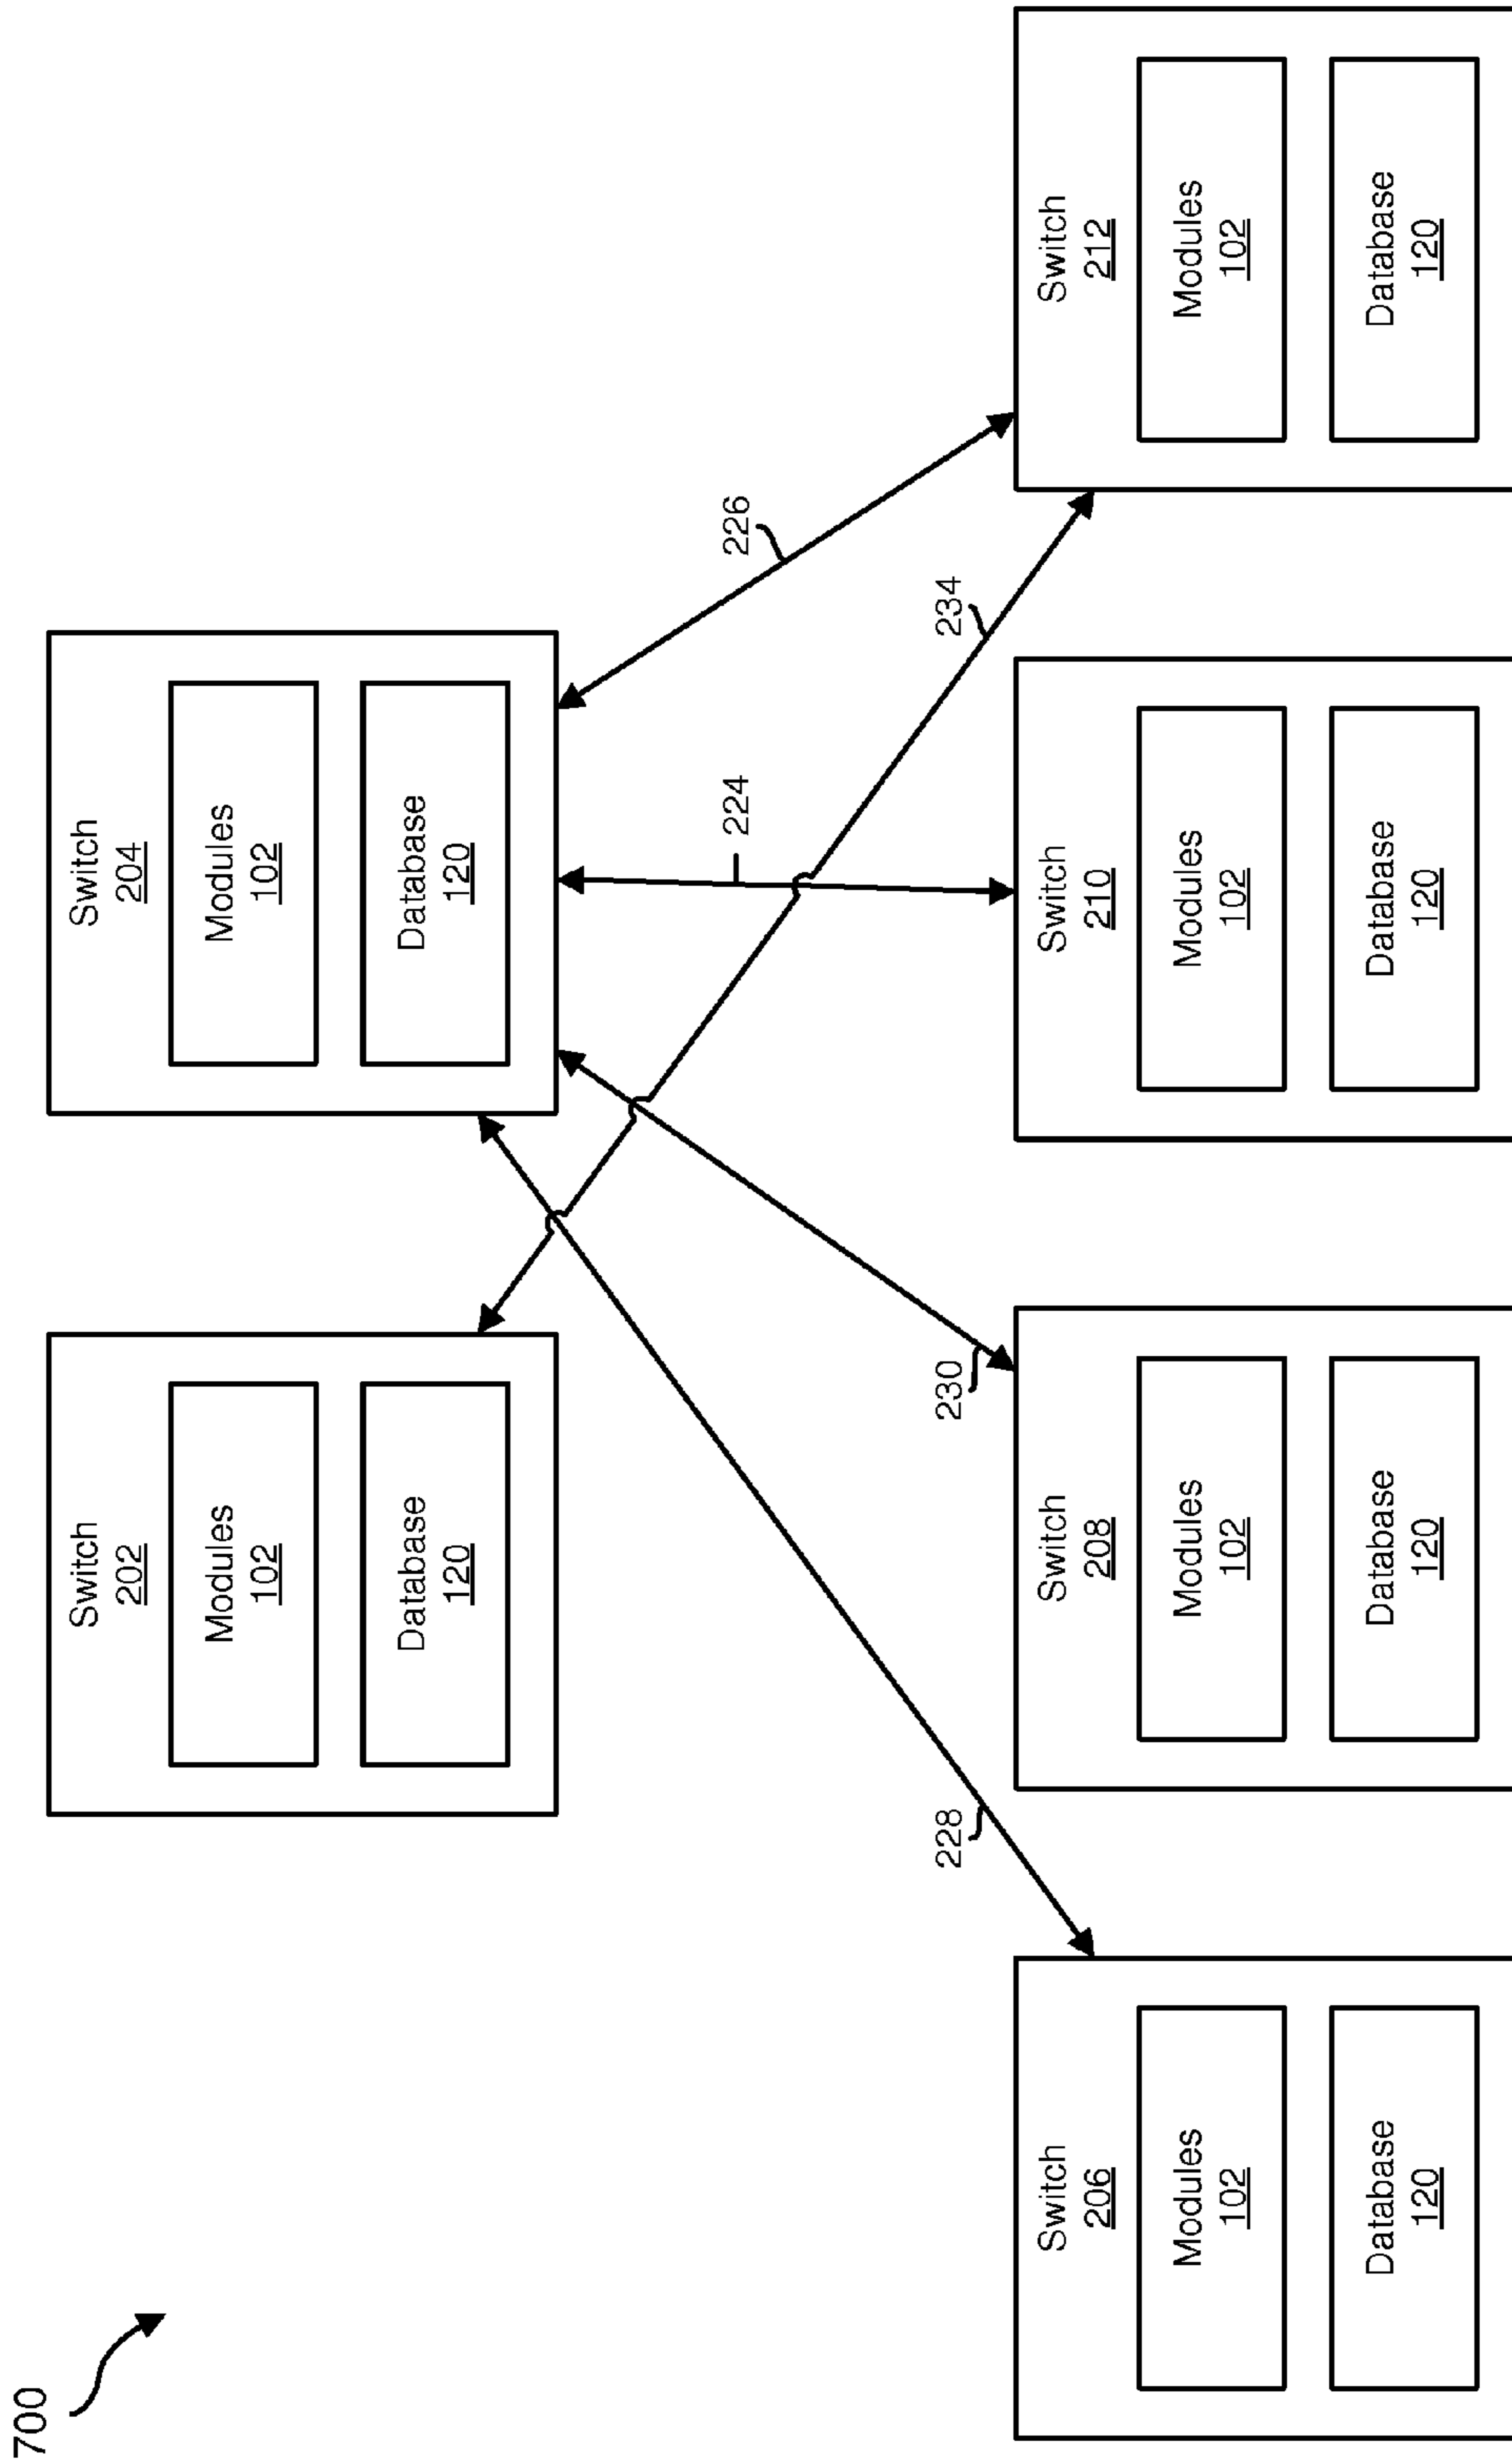 700
Switch
202
Modules
102
Database
120
Switch
204
Modules
102
Database
120
226
224
234
230
228
Switch
206
Modules
102
Database
120
Switch
208
Modules
102
Database
120
Switch
210
Modules
102
Database
120
Switch
212
Modules
102
Database
120